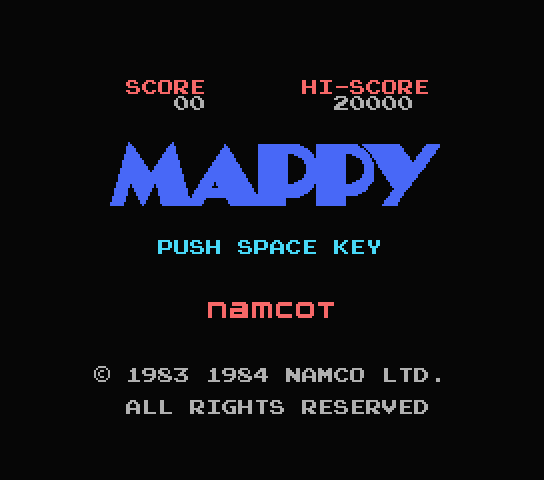 SCORE HI-SCORE
00 20000
MAPPY
PUSH SPACE KEY
namcot
© 1983 1984 NAMCO LTD.
ALL RIGHTS RESERVED